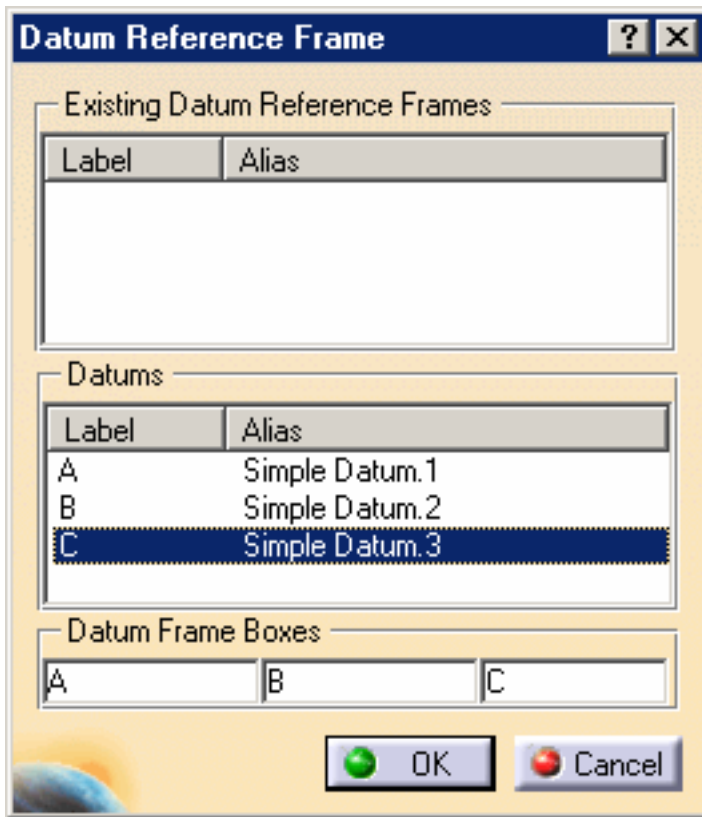 Datum Reference Frame ? X
Existing Datum Reference Frames
Label Alias
Datums
Label Alias
A Simple Datum.1
B Simple Datum.2
C Simple Datum.3
Datum Frame Boxes
A B C
OK Cancel